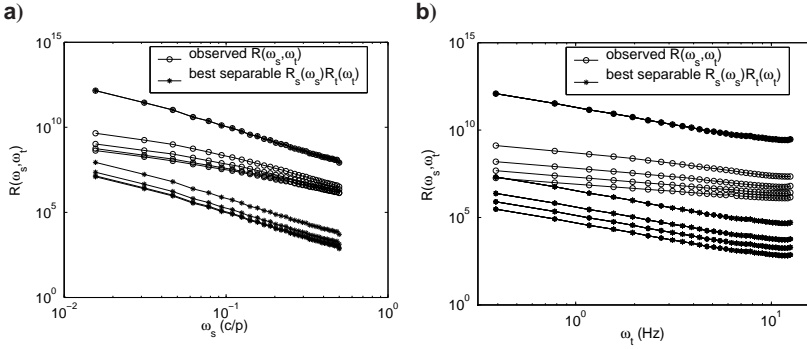 a)
10^15
10^10
10^5
10^0
R(ω_s,ω_t)
observed R(ω_s,ω_t)
best separable R_s(ω_s)R_t(ω_t)
10^−2
10^−1
10^0
ω_s (c/p)
b)
10^15
10^10
10^5
10^0
R(ω_s,ω_t)
observed R(ω_s,ω_t)
best separable R_s(ω_s)R_t(ω_t)
10^0
10^1
ω_t (Hz)